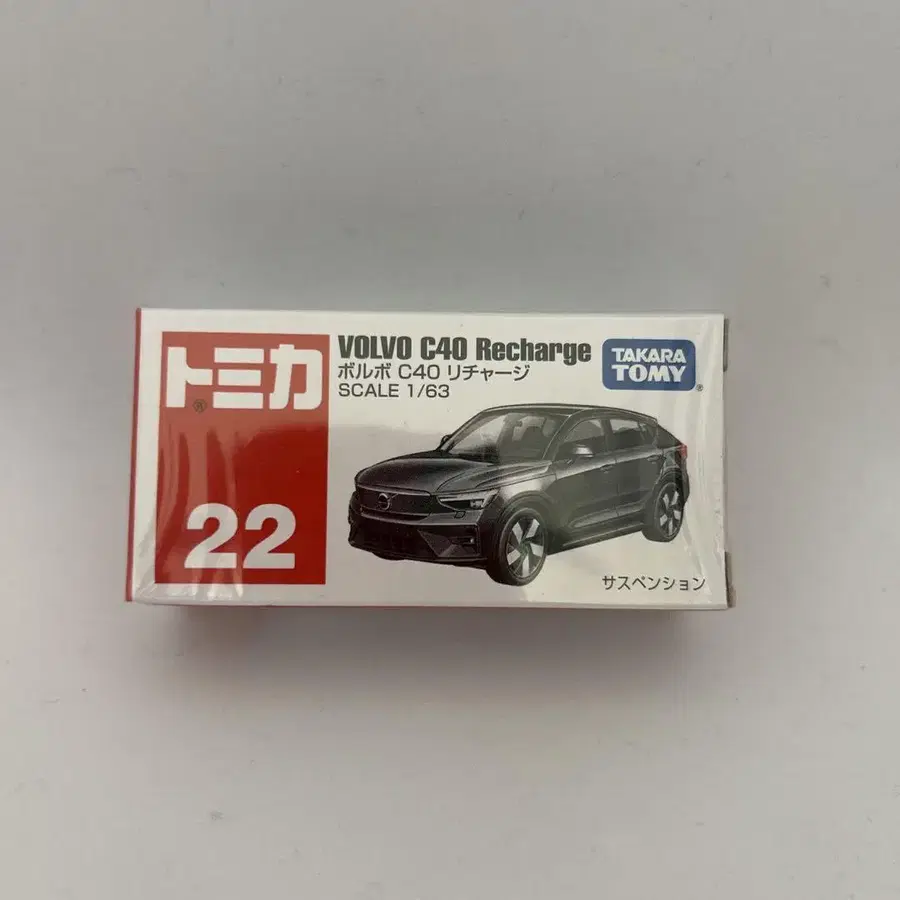 トミカ®
22
VOLVO C40 Recharge
ボルボ C40 リチャージ
SCALE 1/63
TAKARA
TOMY®
サスペンション